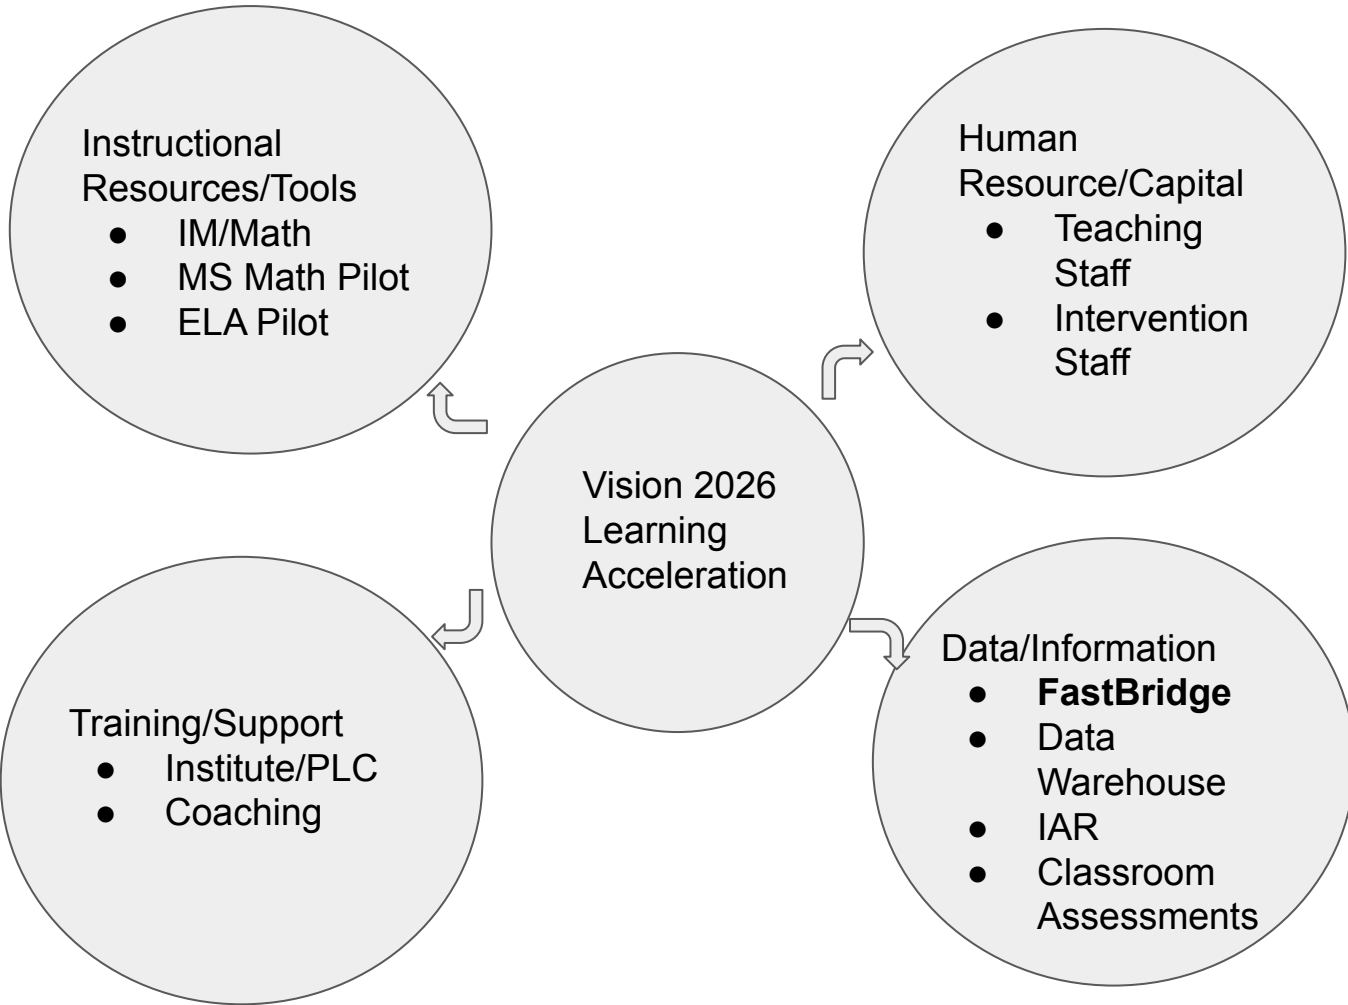 Instructional
Resources/Tools
● IM/Math
● MS Math Pilot
● ELA Pilot
Human
Resource/Capital
● Teaching
Staff
● Intervention
Staff
Vision 2026
Learning
Acceleration
Training/Support
● Institute/PLC
● Coaching
Data/Information
● FastBridge
● Data
Warehouse
● IAR
● Classroom
Assessments